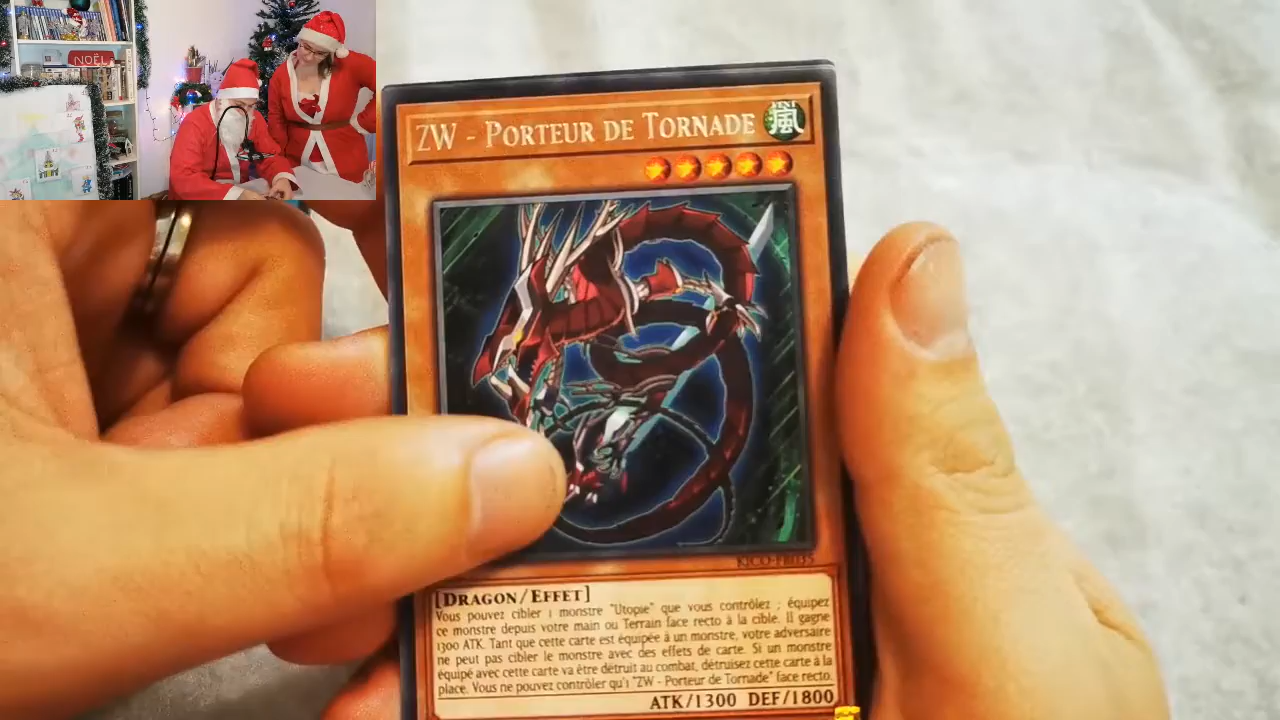 NOËL
ZW - PORTEUR DE TORNADE
VENT
風
KICO-FR035
[DRAGON/EFFET]
Vous pouvez cibler 1 monstre "Utopie" que vous contrôlez ; équipez
ce monstre depuis votre main ou Terrain face recto à la cible. Il gagne
1300 ATK. Tant que cette carte est équipée à un monstre, votre adversaire
ne peut pas cibler le monstre avec des effets de carte. Si un monstre
équipé avec cette carte va être détruit au combat, détruisez cette carte à la
place. Vous ne pouvez contrôler qu'1 "ZW - Porteur de Tornade" face recto.
ATK/1300 DEF/1800